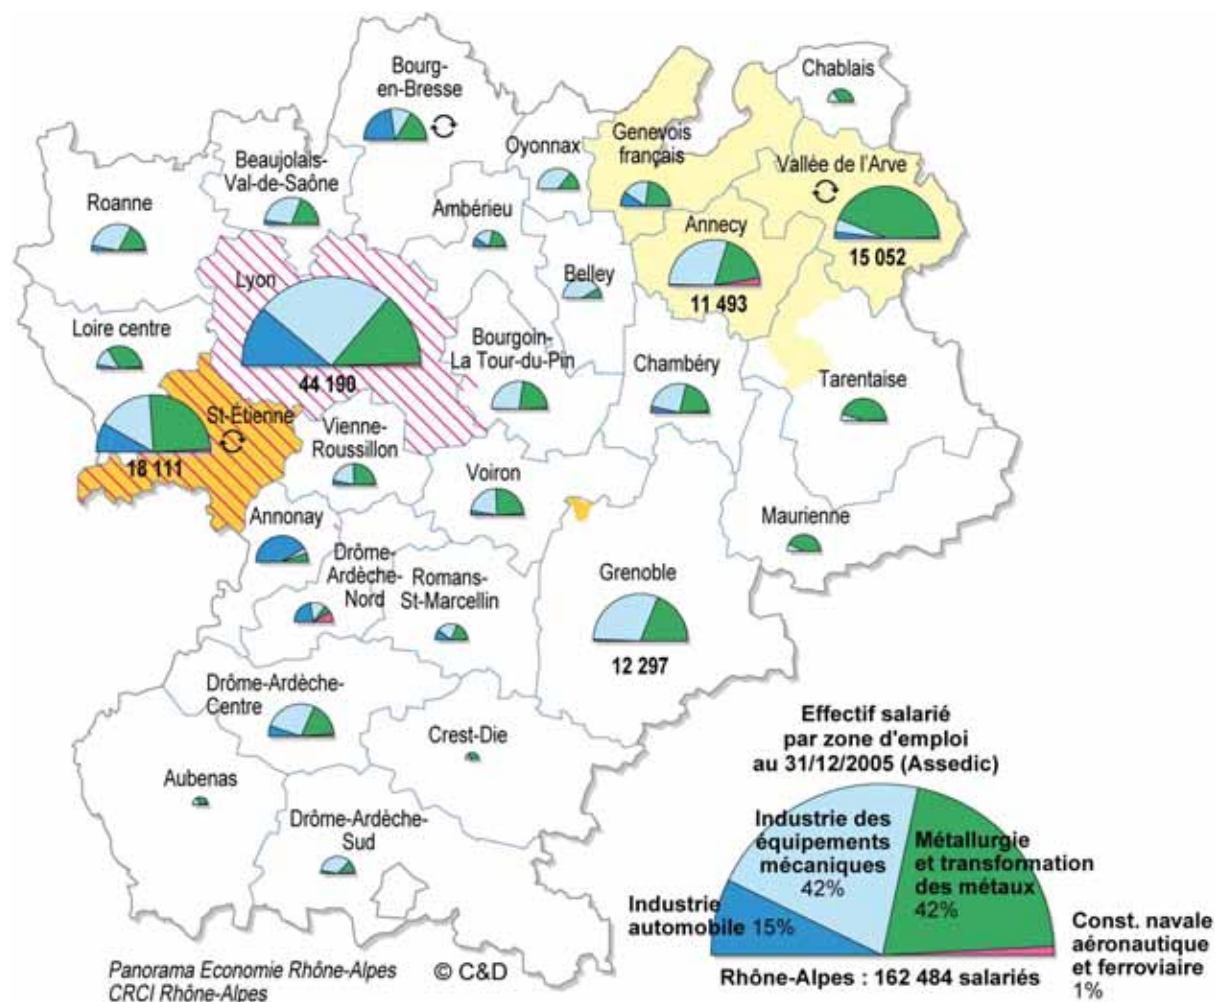 Chablais
Bourg-
en-Bresse
Oyonnax
Genevois
français
Vallée de l'Arve
15 052
Beaujolais-
Val-de-Saône
Roanne
Ambérieu
Annecy
11 493
Lyon
44 190
Belley
Loire centre
Bourgoin-
La Tour-du-Pin
Chambéry
Tarentaise
St-Étienne
18 111
Vienne-
Roussillon
Voiron
Annonay
Maurienne
Drôme-
Ardèche-
Nord
Romans-
St-Marcellin
Grenoble
12 297
Drôme-Ardèche-
Centre
Crest-Die
Aubenas
Drôme-Ardèche-
Sud
Effectif salarié
par zone d'emploi
au 31/12/2005 (Assedic)
Industrie des
équipements
mécaniques
42%
Métallurgie
et transformation
des métaux
42%
Industrie
automobile 15%
Const. navale
aéronautique
et ferroviaire
1%
Rhône-Alpes : 162 484 salariés
Panorama Economie Rhône-Alpes © C&D
CRCI Rhône-Alpes